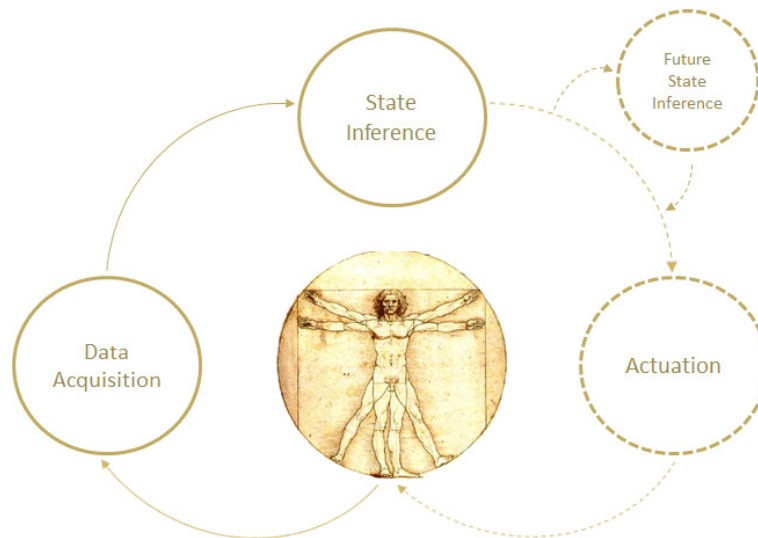 State
Inference
Future
State
Inference
Data
Acquisition
Actuation